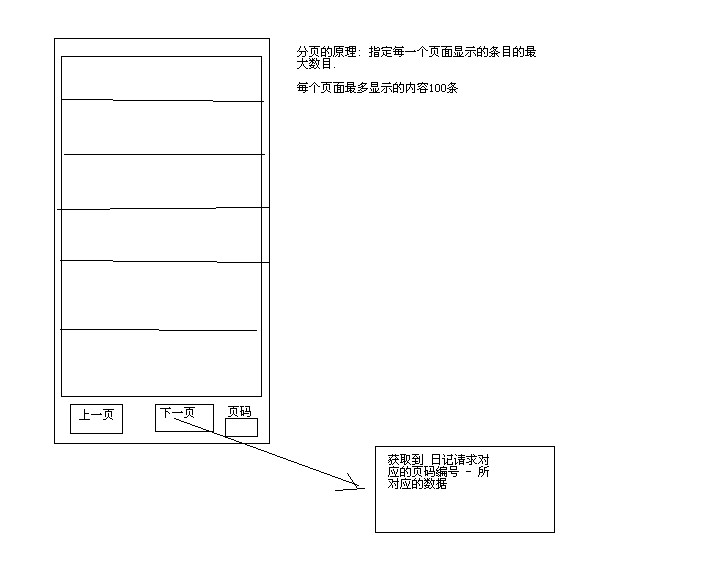 分页的原理: 指定每一个页面显示的条目的最
大数目.
每个页面最多显示的内容100条
上一页
下一页
页码
获取到 日记请求对
应的页码编号 - 所
对应的数据